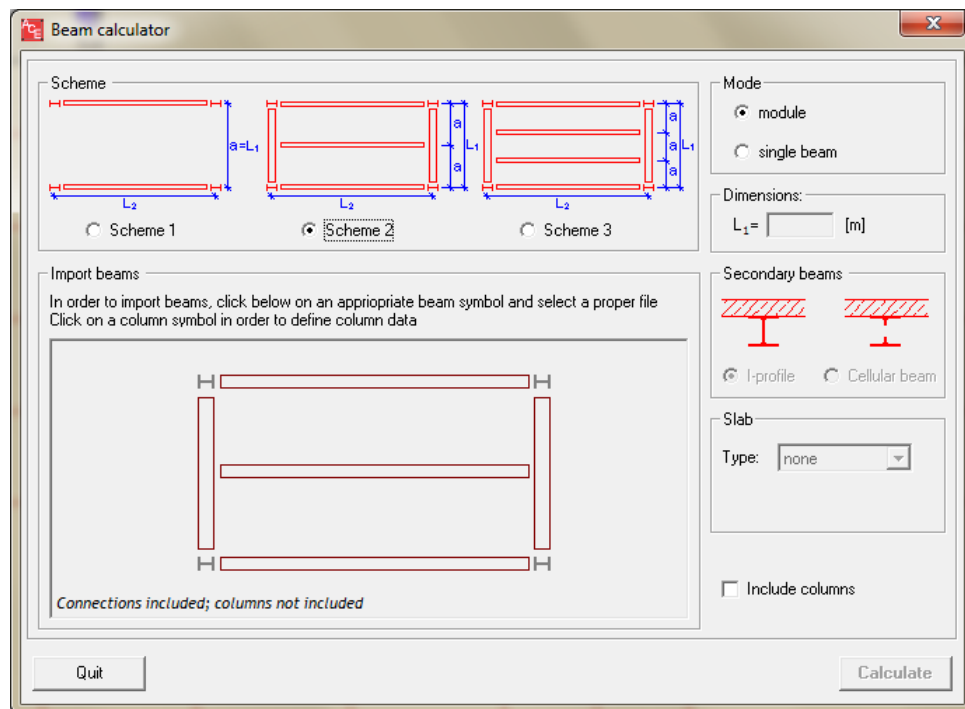 ACE Beam calculator
Scheme
a=L₁
L₂
a
a
L₁
L₂
a
a
a
L₁
L₂
Scheme 1
Scheme 2
Scheme 3
Mode
module
single beam
Dimensions:
L₁= [m]
Import beams
In order to import beams, click below on an appriopriate beam symbol and select a proper file
Click on a column symbol in order to define column data
Connections included; columns not included
Secondary beams
I-profile
Cellular beam
Slab
Type: none
Include columns
Quit
Calculate